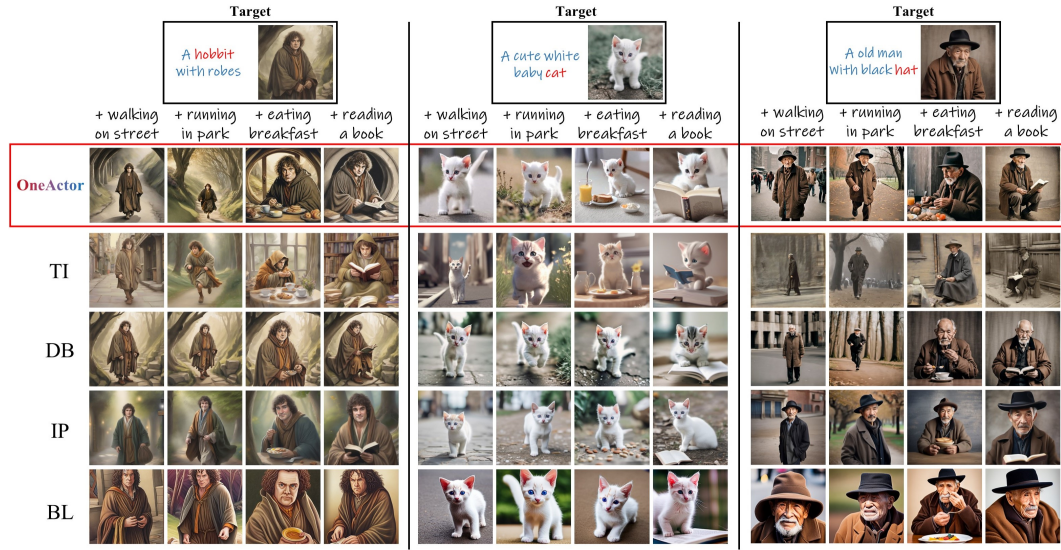 Target
Target
Target
A hobbit
with robes
A cute white
baby cat
A old man
with black hat
+ walking
on street
+ running
in park
+ eating
breakfast
+ reading
a book
+ walking
on street
+ running
in park
+ eating
breakfast
+ reading
a book
+ walking
on street
+ running
in park
+ eating
breakfast
+ reading
a book
OneActor
TI
DB
IP
BL